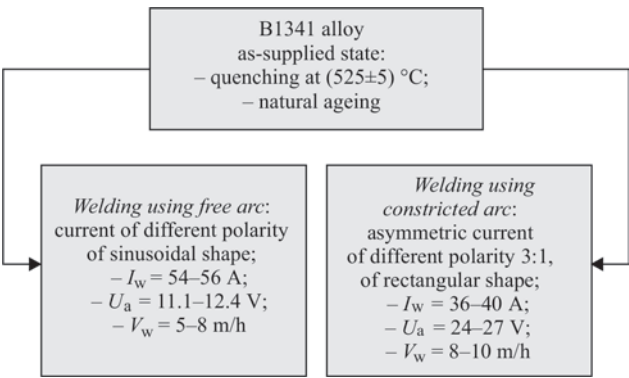 B1341 alloy
as-supplied state:
– quenching at (525±5) °C;
– natural ageing
Welding using free arc:
current of different polarity
of sinusoidal shape;
– Iw = 54–56 A;
– Ua = 11.1–12.4 V;
– Vw = 5–8 m/h
Welding using
constricted arc:
asymmetric current
of different polarity 3:1,
of rectangular shape;
– Iw = 36–40 A;
– Ua = 24–27 V;
– Vw = 8–10 m/h